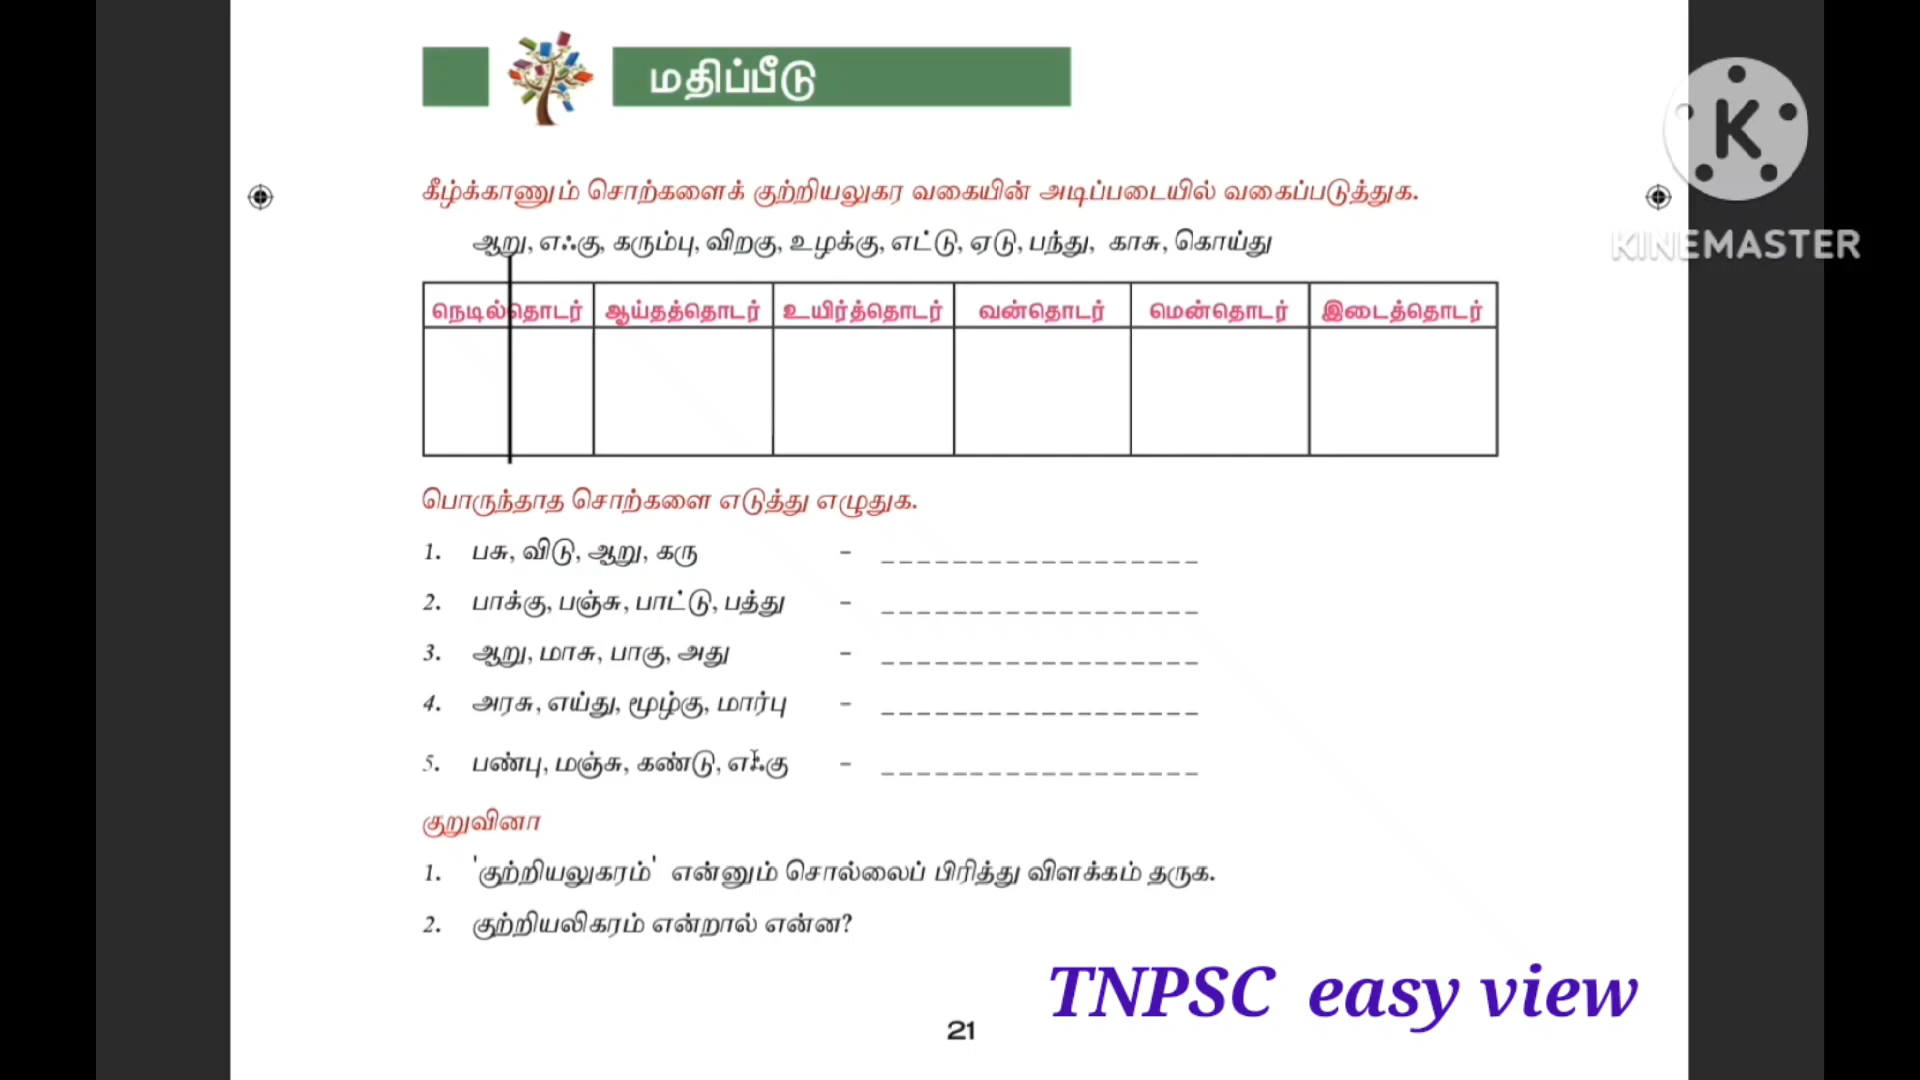 மதிப்பீடு
K
KINEMASTER
கீழ்க்காணும் சொற்களைக் குற்றியலுகர வகையின் அடிப்படையில் வகைப்படுத்துக.
ஆறு, எஃகு, கரும்பு, விறகு, உழக்கு, எட்டு, ஏடு, பந்து, காசு, கொய்து
நெடில்தொடர் ஆய்தத்தொடர் உயிர்த்தொடர் வன்தொடர் மென்தொடர் இடைத்தொடர்
பொருந்தாத சொற்களை எடுத்து எழுதுக.
1. பசு, விடு, ஆறு, கரு - _ _ _ _ _ _ _ _ _ _ _ _ _ _ _ _ _ _
2. பாக்கு, பஞ்சு, பாட்டு, பத்து - _ _ _ _ _ _ _ _ _ _ _ _ _ _ _ _ _ _
3. ஆறு, மாசு, பாகு, அது - _ _ _ _ _ _ _ _ _ _ _ _ _ _ _ _ _ _
4. அரசு, எய்து, மூழ்கு, மார்பு - _ _ _ _ _ _ _ _ _ _ _ _ _ _ _ _ _ _
5. பண்பு, மஞ்சு, கண்டு, எஃகு - _ _ _ _ _ _ _ _ _ _ _ _ _ _ _ _ _ _
குறுவினா
1. 'குற்றியலுகரம்' என்னும் சொல்லைப் பிரித்து விளக்கம் தருக.
2. குற்றியலிகரம் என்றால் என்ன?
TNPSC easy view
21